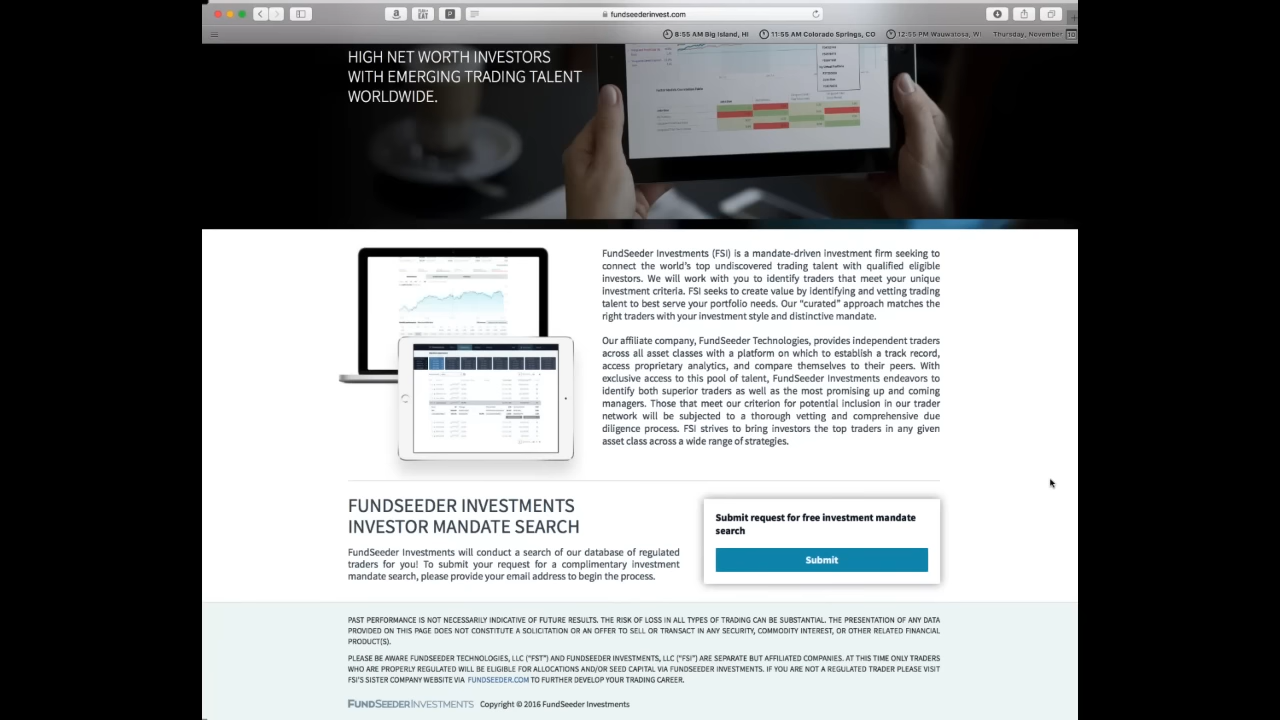 fundseederinvest.com
8:55 AM Big Island, HI 11:55 AM Colorado Springs, CO 12:55 PM Wauwatosa, WI Thursday, November 10
HIGH NET WORTH INVESTORS
WITH EMERGING TRADING TALENT
WORLDWIDE.
FundSeeder Investments (FSI) is a mandate-driven investment firm seeking to
connect the world's top undiscovered trading talent with qualified eligible
investors. We will work with you to identify traders that meet your unique
investment criteria. FSI seeks to create value by identifying and vetting trading
talent to best serve your portfolio needs. Our “curated” approach matches the
right traders with your investment style and distinctive mandate.
Our affiliate company, FundSeeder Technologies, provides independent traders
across all asset classes with a platform on which to establish a track record,
access proprietary analytics, and compare themselves to their peers. With
exclusive access to this pool of talent, FundSeeder Investments endeavors to
identify both superior traders as well as the most promising up and coming
managers. Those that meet our criterion for potential inclusion in our trader
network will be subjected to a thorough vetting and comprehensive due
diligence process. FSI strives to bring investors the top traders in any given
asset class across a wide range of strategies.
FUNDSEEDER INVESTMENTS
INVESTOR MANDATE SEARCH
FundSeeder Investments will conduct a search of our database of regulated
traders for you! To submit your request for a complimentary investment
mandate search, please provide your email address to begin the process.
Submit request for free investment mandate
search
Submit
PAST PERFORMANCE IS NOT NECESSARILY INDICATIVE OF FUTURE RESULTS. THE RISK OF LOSS IN ALL TYPES OF TRADING CAN BE SUBSTANTIAL. THE PRESENTATION OF ANY DATA
PROVIDED ON THIS PAGE DOES NOT CONSTITUTE A SOLICITATION OR AN OFFER TO SELL OR TRANSACT IN ANY SECURITY, COMMODITY INTEREST, OR OTHER RELATED FINANCIAL
PRODUCT(S).
PLEASE BE AWARE FUNDSEEDER TECHNOLOGIES, LLC (“FST”) AND FUNDSEEDER INVESTMENTS, LLC (“FSI”) ARE SEPARATE BUT AFFILIATED COMPANIES. AT THIS TIME ONLY TRADERS
WHO ARE PROPERLY REGULATED WILL BE ELIGIBLE FOR ALLOCATIONS AND/OR SEED CAPITAL VIA FUNDSEEDER INVESTMENTS. IF YOU ARE NOT A REGULATED TRADER PLEASE VISIT
FSI'S SISTER COMPANY WEBSITE VIA FUNDSEEDER.COM TO FURTHER DEVELOP YOUR TRADING CAREER.
FUNDSEEDERINVESTMENTS Copyright © 2016 FundSeeder Investments